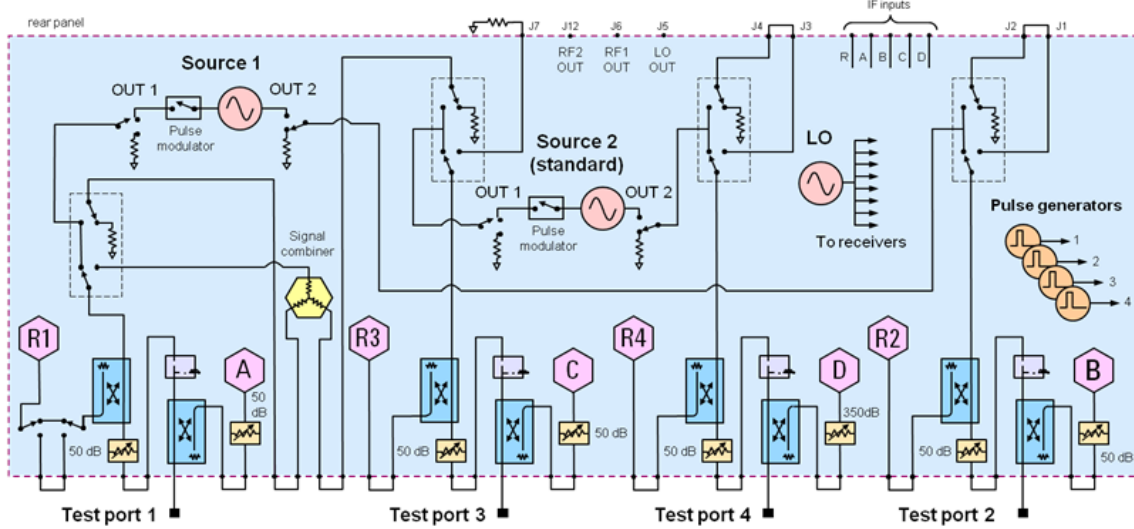 IF inputs
rear panel
J7
J12
J6
J5
J4
J3
J2
J1
RF2
OUT
RF1
OUT
LO
OUT
R
A
B
C
D
Source 1
OUT 1
OUT 2
Pulse
modulator
Source 2
(standard)
OUT 1
OUT 2
Pulse
modulator
LO
To receivers
Pulse generators
1
2
3
4
Signal
combiner
R1
A
R3
C
R4
D
R2
B
50
dB
350dB
50 dB
50 dB
50 dB
50 dB
50 dB
50 dB
Test port 1
Test port 3
Test port 4
Test port 2